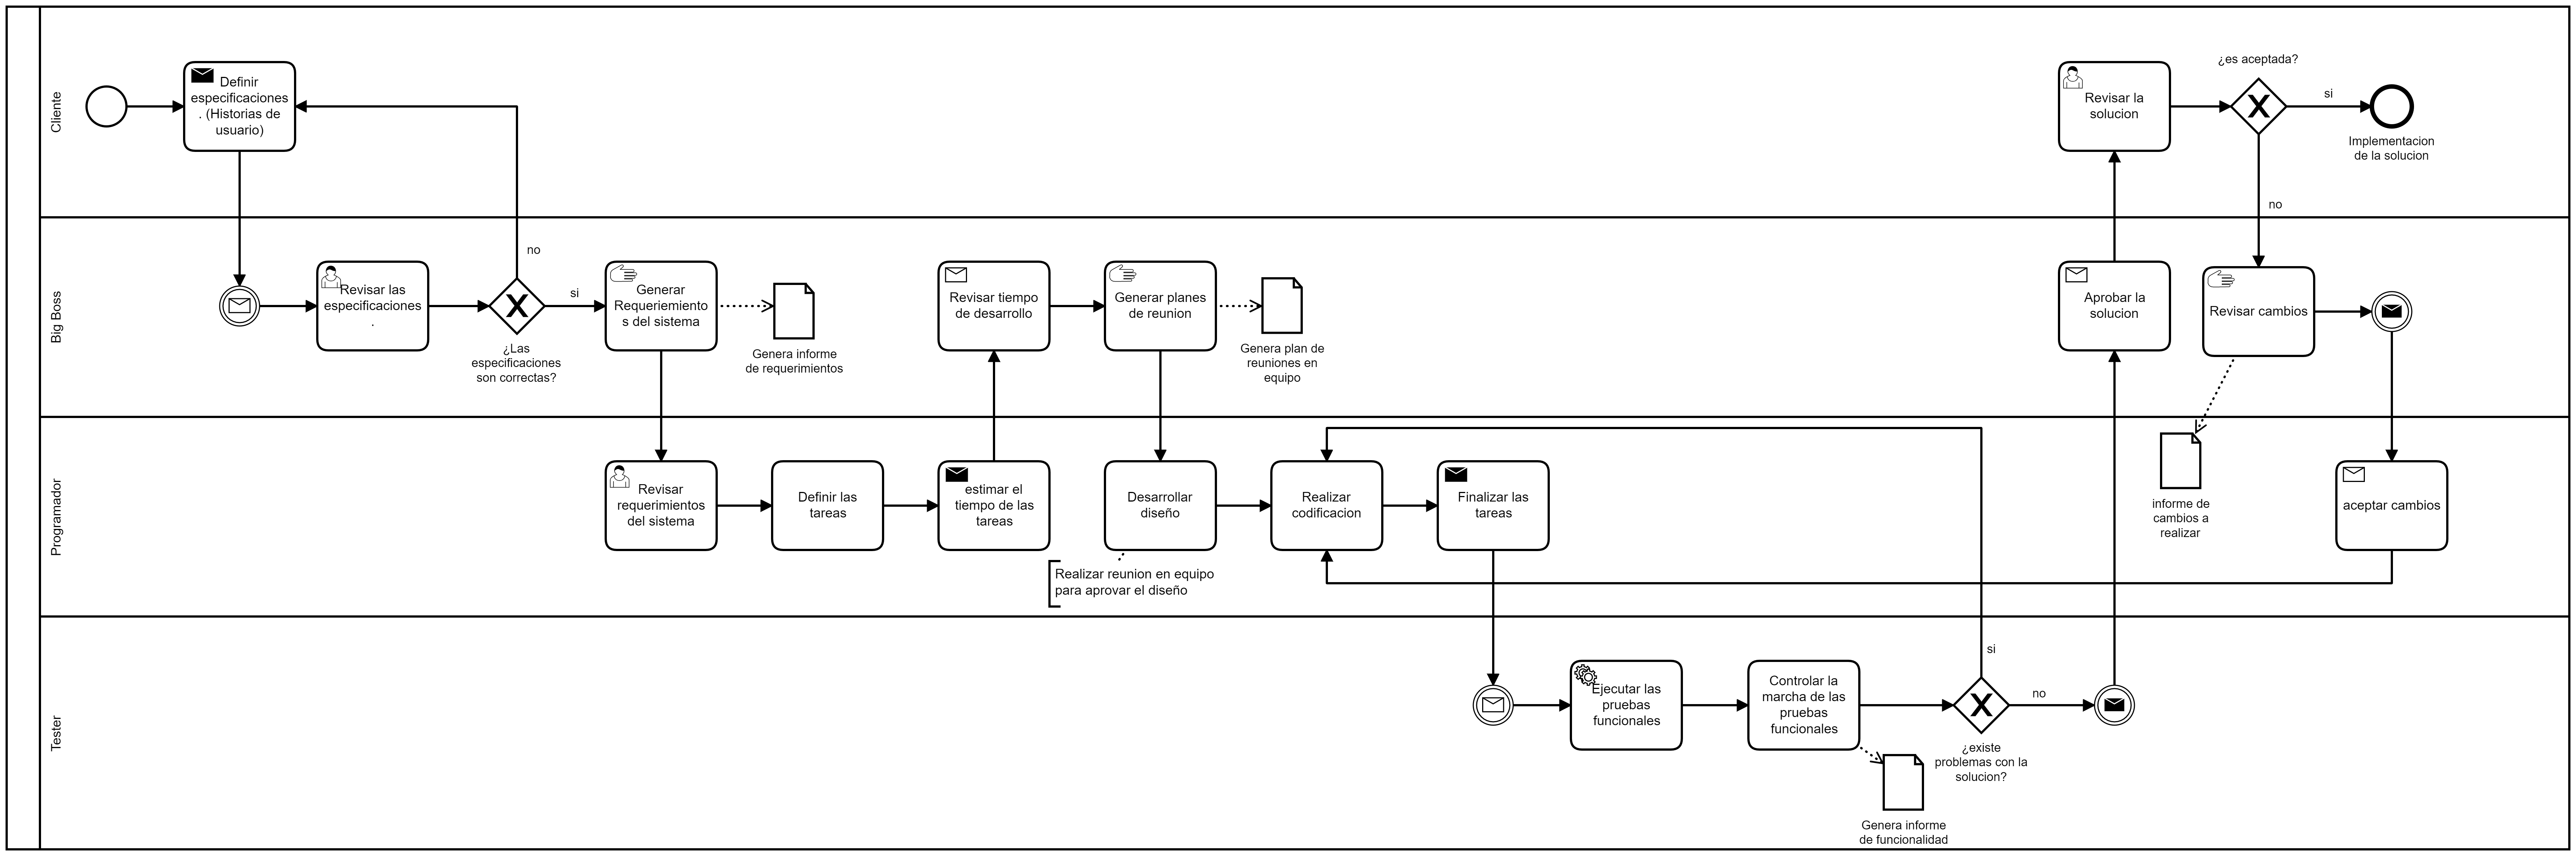 Cliente
Definir
especificaciones
. (Historias de
usuario)
Revisar la
solucion
¿es aceptada?
si
Implementacion
de la solucion
no
Big Boss
Revisar las
especificaciones
.
no
¿Las
especificaciones
son correctas?
si
Generar
Requeriemiento
s del sistema
Genera informe
de requerimientos
Revisar tiempo
de desarrollo
Generar planes
de reunion
Genera plan de
reuniones en
equipo
Aprobar la
solucion
Revisar cambios
Programador
Revisar
requerimientos
del sistema
Definir las
tareas
estimar el
tiempo de las
tareas
Desarrollar
diseño
Realizar reunion en equipo
para aprovar el diseño
Realizar
codificacion
Finalizar las
tareas
informe de
cambios a
realizar
aceptar cambios
Tester
Ejecutar las
pruebas
funcionales
Controlar la
marcha de las
pruebas
funcionales
Genera informe
de funcionalidad
si
¿existe
problemas con la
solucion?
no